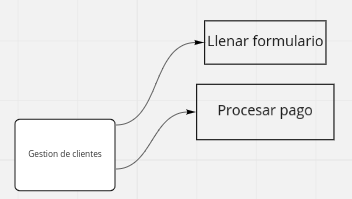 Llenar formulario
Procesar pago
Gestion de clientes